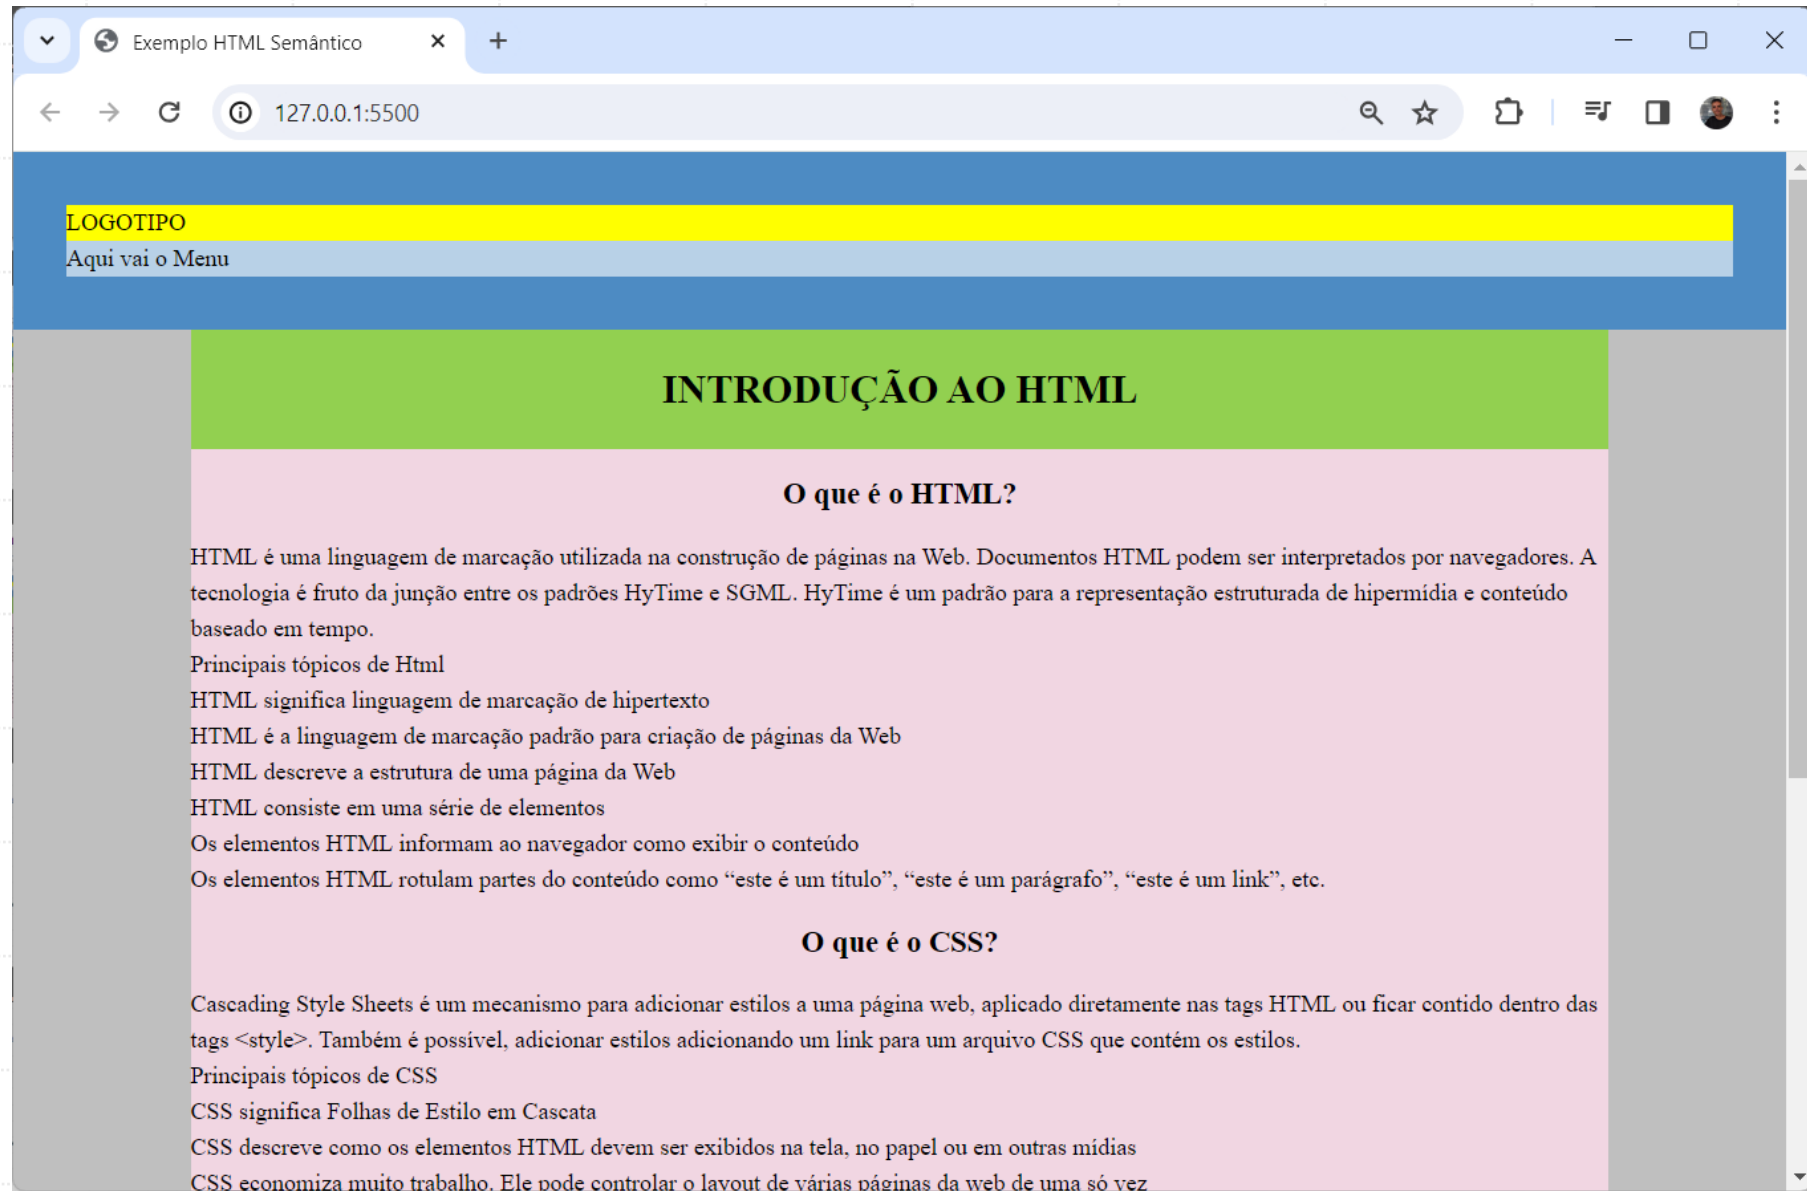 Exemplo HTML Semântico
127.0.0.1:5500
LOGOTIPO
Aqui vai o Menu
INTRODUÇÃO AO HTML
O que é o HTML?
HTML é uma linguagem de marcação utilizada na construção de páginas na Web. Documentos HTML podem ser interpretados por navegadores. A
tecnologia é fruto da junção entre os padrões HyTime e SGML. HyTime é um padrão para a representação estruturada de hipermídia e conteúdo
baseado em tempo.
Principais tópicos de Html
HTML significa linguagem de marcação de hipertexto
HTML é a linguagem de marcação padrão para criação de páginas da Web
HTML descreve a estrutura de uma página da Web
HTML consiste em uma série de elementos
Os elementos HTML informam ao navegador como exibir o conteúdo
Os elementos HTML rotulam partes do conteúdo como “este é um título”, “este é um parágrafo”, “este é um link”, etc.
O que é o CSS?
Cascading Style Sheets é um mecanismo para adicionar estilos a uma página web, aplicado diretamente nas tags HTML ou ficar contido dentro das
tags <style>. Também é possível, adicionar estilos adicionando um link para um arquivo CSS que contém os estilos.
Principais tópicos de CSS
CSS significa Folhas de Estilo em Cascata
CSS descreve como os elementos HTML devem ser exibidos na tela, no papel ou em outras mídias
CSS economiza muito trabalho. Ele pode controlar o layout de várias páginas da web de uma só vez